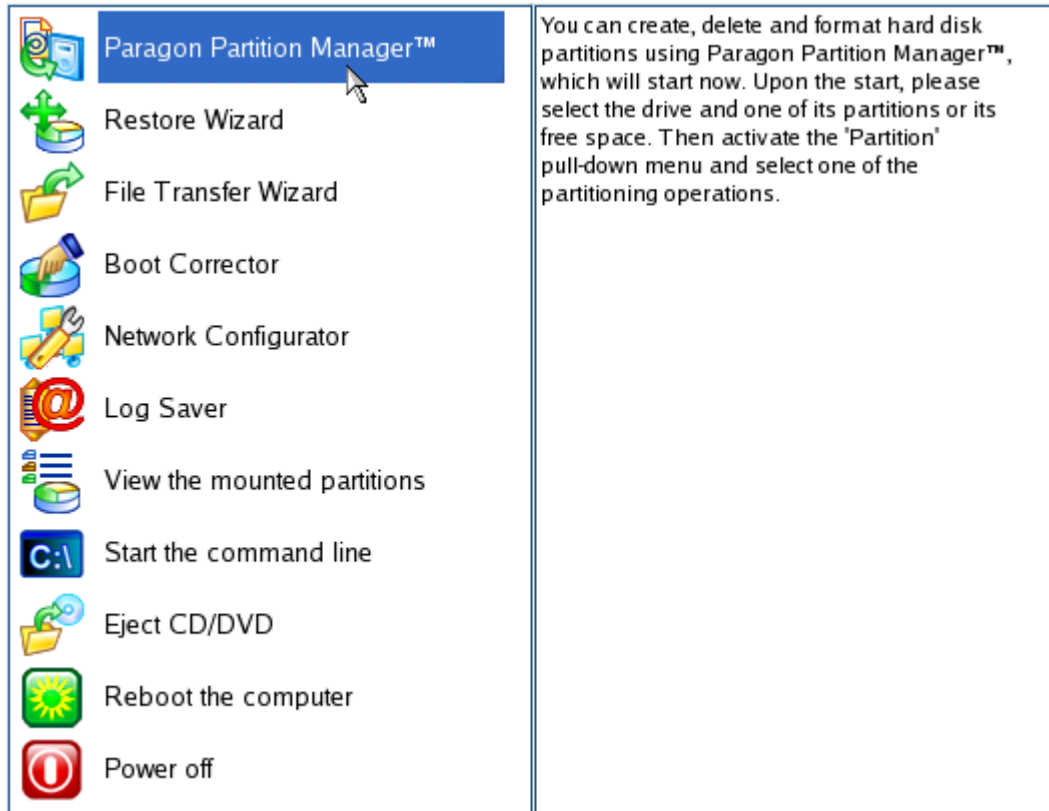 Paragon Partition Manager™
Restore Wizard
File Transfer Wizard
Boot Corrector
Network Configurator
@
Log Saver
View the mounted partitions
C:\
Start the command line
Eject CD/DVD
Reboot the computer
Power off
You can create, delete and format hard disk
partitions using Paragon Partition Manager™,
which will start now. Upon the start, please
select the drive and one of its partitions or its
free space. Then activate the 'Partition'
pull-down menu and select one of the
partitioning operations.